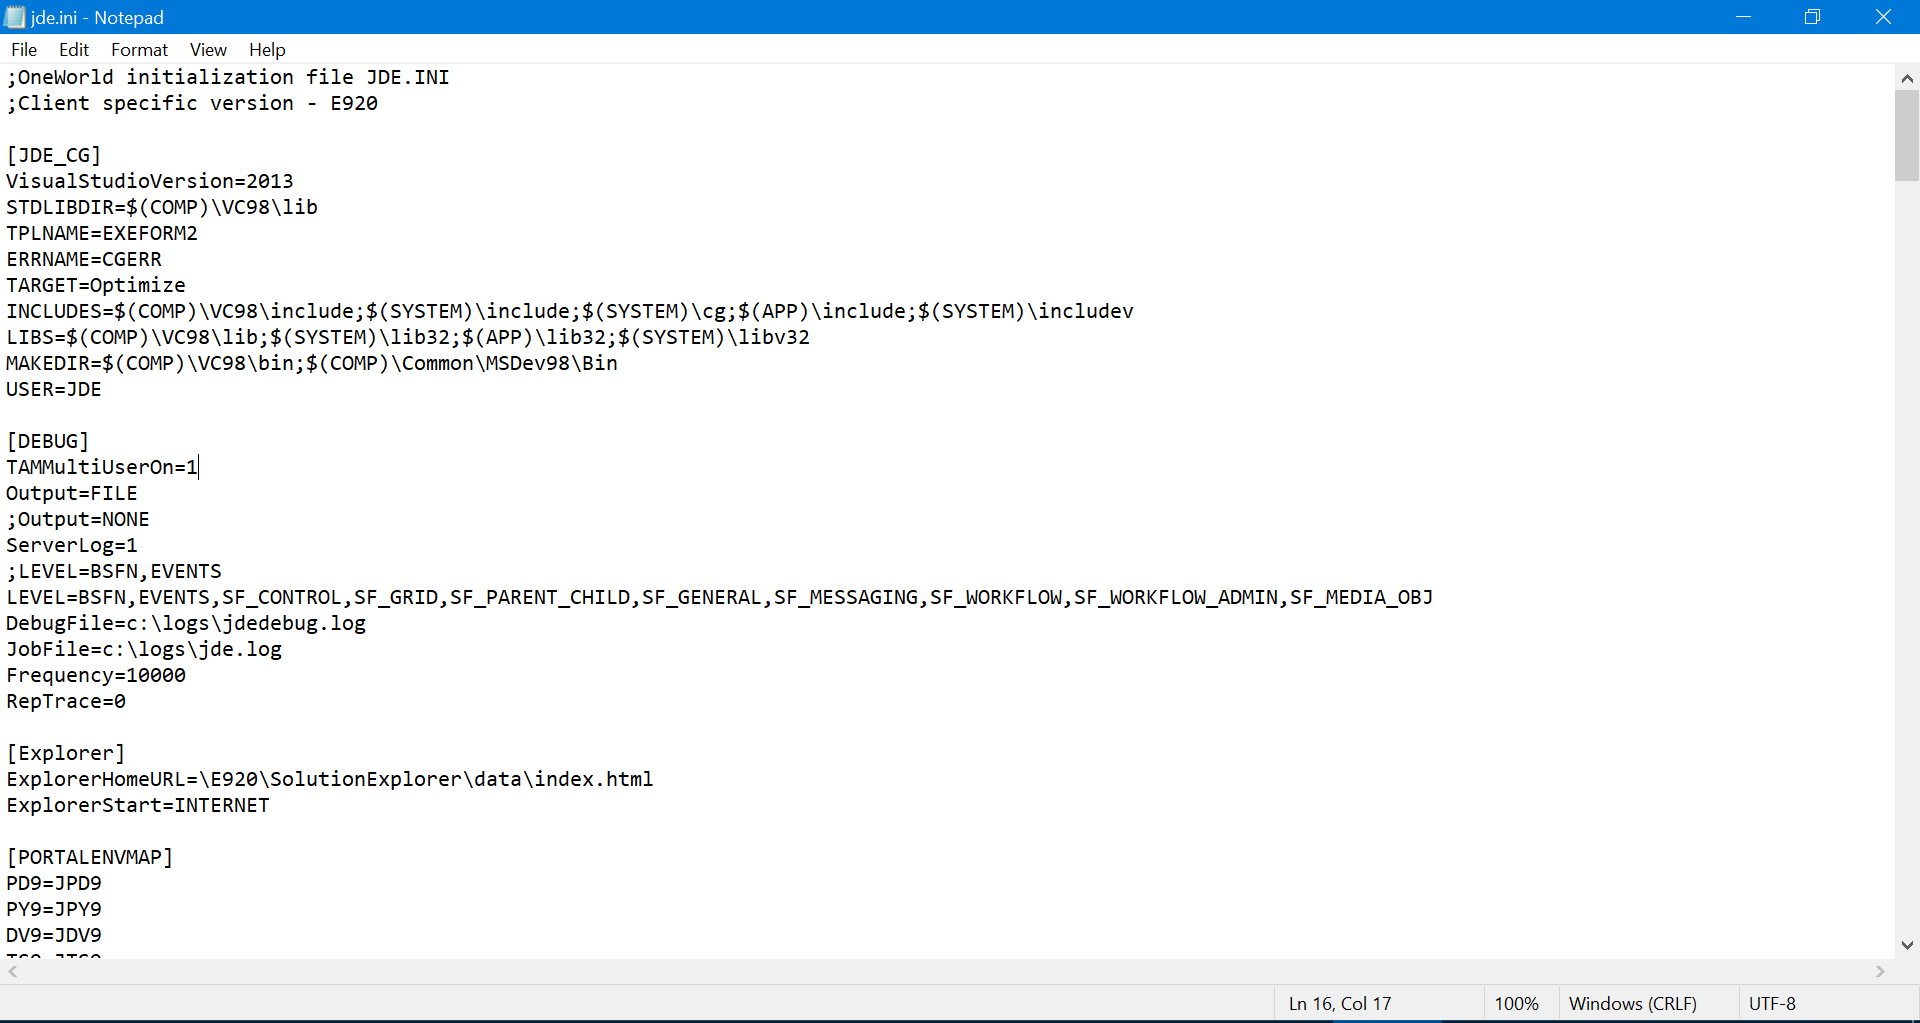 jde.ini - Notepad
File Edit Format View Help
;OneWorld initialization file JDE.INI
;Client specific version - E920
[JDE_CG]
VisualStudioVersion=2013
STDLIBDIR=$(COMP)\VC98\lib
TPLNAME=EXEFORM2
ERRNAME=CGERR
TARGET=Optimize
INCLUDES=$(COMP)\VC98\include;$(SYSTEM)\include;$(SYSTEM)\cg;$(APP)\include;$(SYSTEM)\includev
LIBS=$(COMP)\VC98\lib;$(SYSTEM)\lib32;$(APP)\lib32;$(SYSTEM)\libv32
MAKEDIR=$(COMP)\VC98\bin;$(COMP)\Common\MSDev98\Bin
USER=JDE
[DEBUG]
TAMMultiUserOn=1
Output=FILE
;Output=NONE
ServerLog=1
;LEVEL=BSFN,EVENTS
LEVEL=BSFN,EVENTS,SF_CONTROL,SF_GRID,SF_PARENT_CHILD,SF_GENERAL,SF_MESSAGING,SF_WORKFLOW,SF_WORKFLOW_ADMIN,SF_MEDIA_OBJ
DebugFile=c:\logs\jdedebug.log
JobFile=c:\logs\jde.log
Frequency=10000
RepTrace=0
[Explorer]
ExplorerHomeURL=\E920\SolutionExplorer\data\index.html
ExplorerStart=INTERNET
[PORTALENVMAP]
PD9=JPD9
PY9=JPY9
DV9=JDV9
Ln 16, Col 17 100% Windows (CRLF) UTF-8